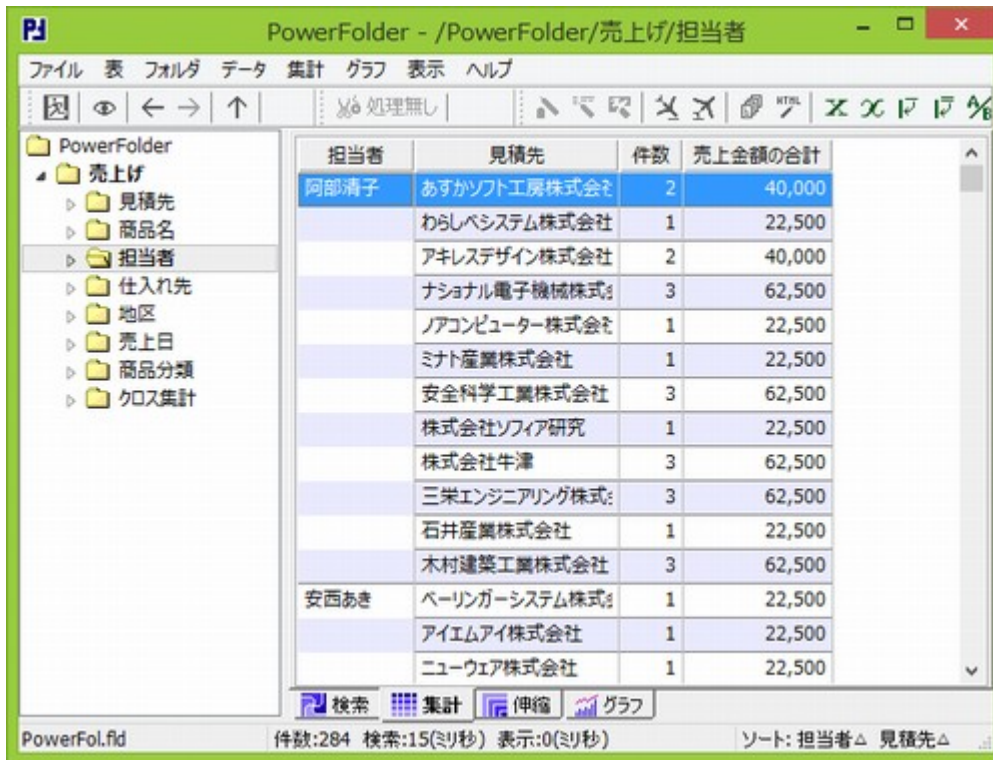 PowerFolder - /PowerFolder/売上げ/担当者
ファイル 表 フォルダ データ 集計 グラフ 表示 ヘルプ
処理無し
PowerFolder
売上げ
見積先
商品名
担当者
仕入れ先
地区
売上日
商品分類
クロス集計
担当者 見積先 件数 売上金額の合計
阿部清子 あすかソフト工房株式会社 2 40,000
わらしべシステム株式会社 1 22,500
アキレスデザイン株式会社 2 40,000
ナショナル電子機械株式 3 62,500
ノアコンピューター株式会社 1 22,500
ミナト産業株式会社 1 22,500
安全科学工業株式会社 3 62,500
株式会社ソフィア研究 1 22,500
株式会社牛津 3 62,500
三栄エンジニアリング株式 3 62,500
石井産業株式会社 1 22,500
木村建築工業株式会社 3 62,500
安西あき ベーリンガーシステム株式 1 22,500
アイエムアイ株式会社 1 22,500
ニューウェア株式会社 1 22,500
検索 集計 伸縮 グラフ
PowerFol.fld 件数:284 検索:15(ミリ秒) 表示:0(ミリ秒) ソート: 担当者△ 見積先△